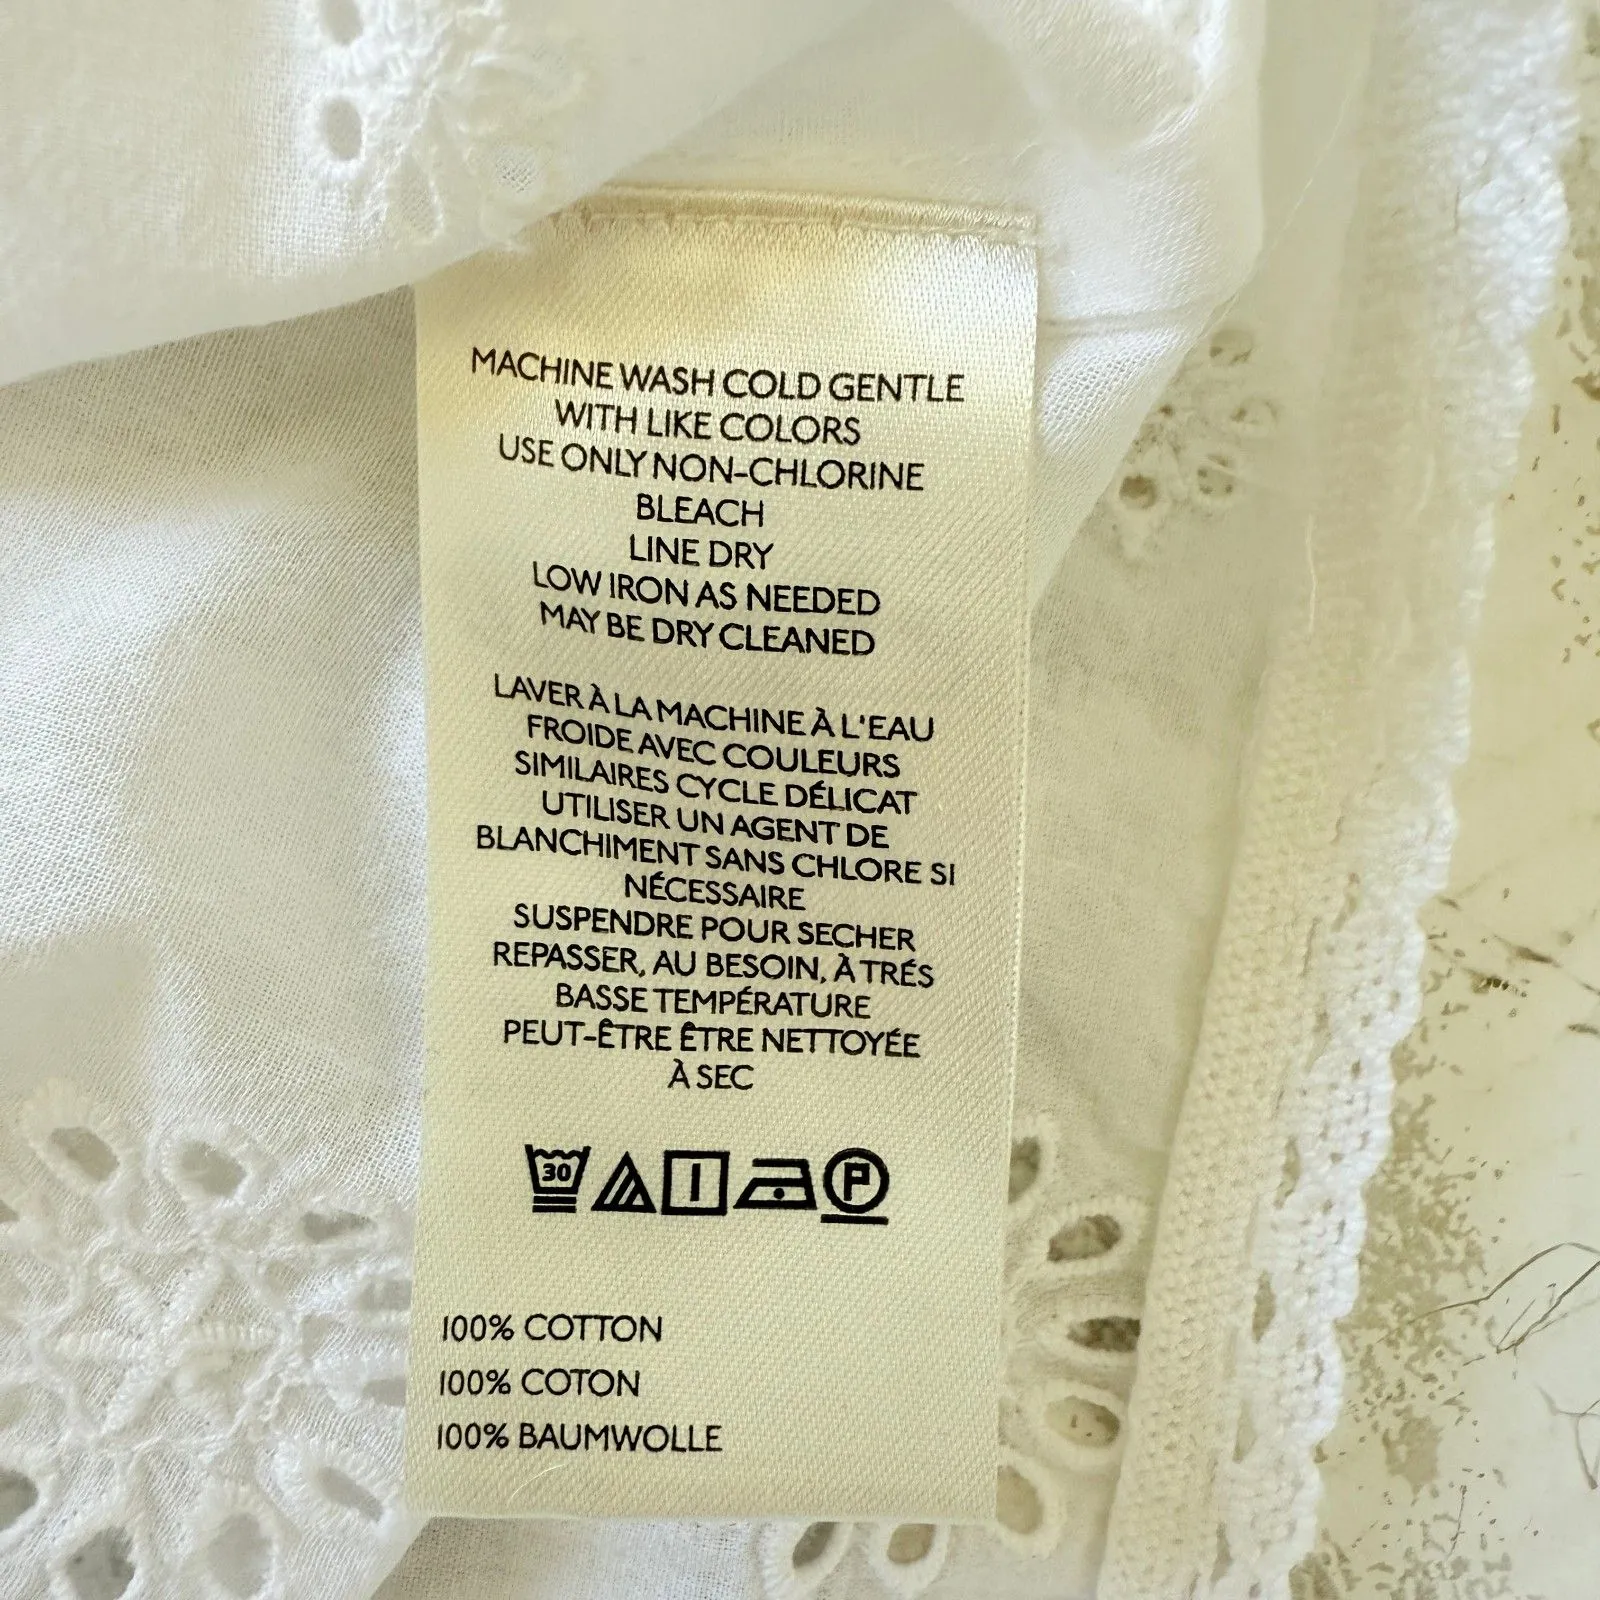 MACHINE WASH COLD GENTLE
WITH LIKE COLORS
USE ONLY NON-CHLORINE
BLEACH
LINE DRY
LOW IRON AS NEEDED
MAY BE DRY CLEANED
LAVER À LA MACHINE À L'EAU
FROIDE AVEC COULEURS
SIMILAIRES CYCLE DÉLICAT
UTILISER UN AGENT DE
BLANCHIMENT SANS CHLORE SI
NÉCESSAIRE
SUSPENDRE POUR SECHER
REPASSER, AU BESOIN, À TRÉS
BASSE TEMPÉRATURE
PEUT-ÊTRE ÊTRE NETTOYÉE
À SEC
30 P
100% COTTON
100% COTON
100% BAUMWOLLE